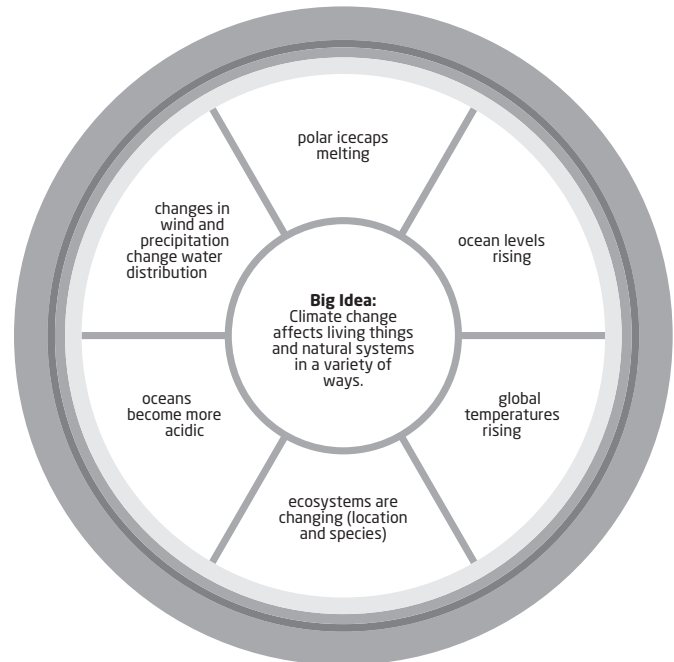 polar icecaps
melting
ocean levels
rising
global
temperatures
rising
ecosystems are
changing (location
and species)
oceans
become more
acidic
changes in
wind and
precipitation
change water
distribution
Big Idea:
Climate change
affects living things
and natural systems
in a variety of
ways.